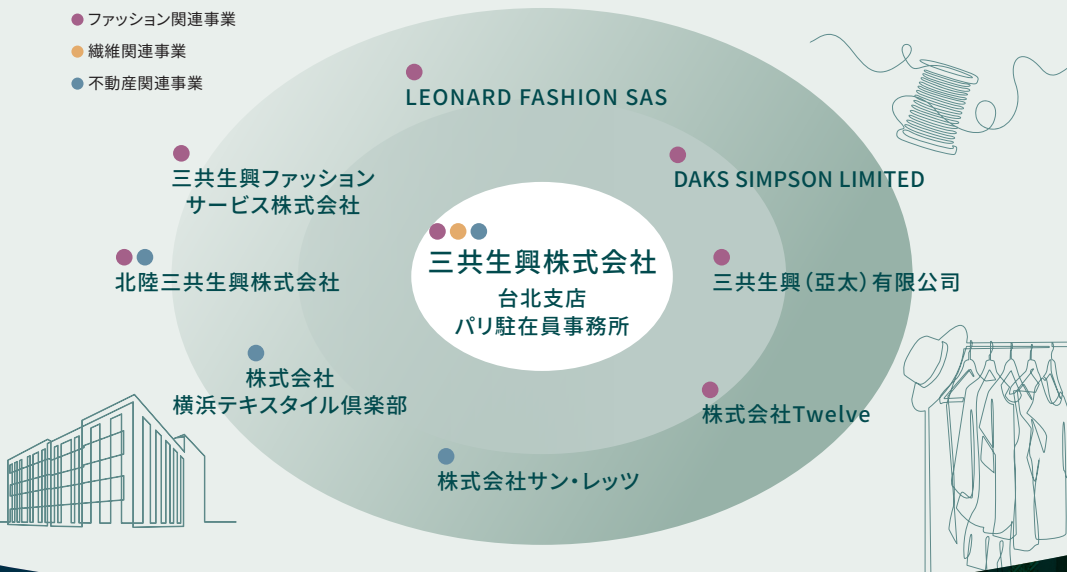 ファッション関連事業
繊維関連事業
不動産関連事業
LEONARD FASHION SAS
三共生興ファッション
サービス株式会社
DAKS SIMPSON LIMITED
三共生興株式会社
台北支店
パリ駐在員事務所
北陸三共生興株式会社
三共生興(亞太)有限公司
株式会社
横浜テキスタイル倶楽部
株式会社Twelve
株式会社サン・レッツ